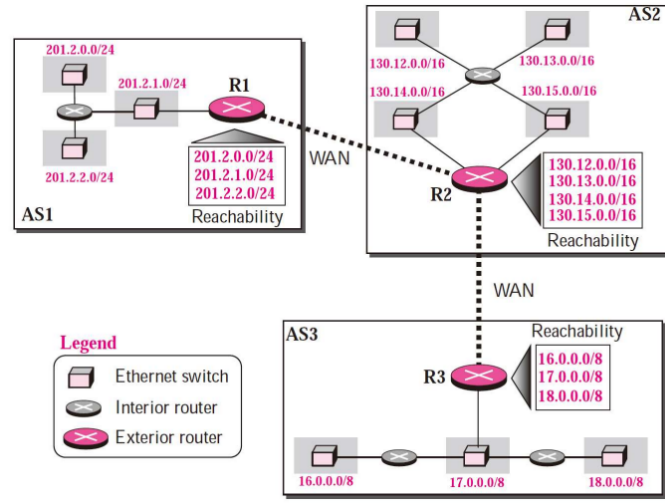 201.2.0.0/24
201.2.1.0/24
201.2.2.0/24
R1
201.2.0.0/24
201.2.1.0/24
201.2.2.0/24
Reachability
AS1
WAN
AS2
130.12.0.0/16
130.13.0.0/16
130.14.0.0/16
130.15.0.0/16
R2
130.12.0.0/16
130.13.0.0/16
130.14.0.0/16
130.15.0.0/16
Reachability
WAN
AS3
Reachability
R3
16.0.0.0/8
17.0.0.0/8
18.0.0.0/8
16.0.0.0/8
17.0.0.0/8
18.0.0.0/8
Legend
Ethernet switch
Interior router
Exterior router